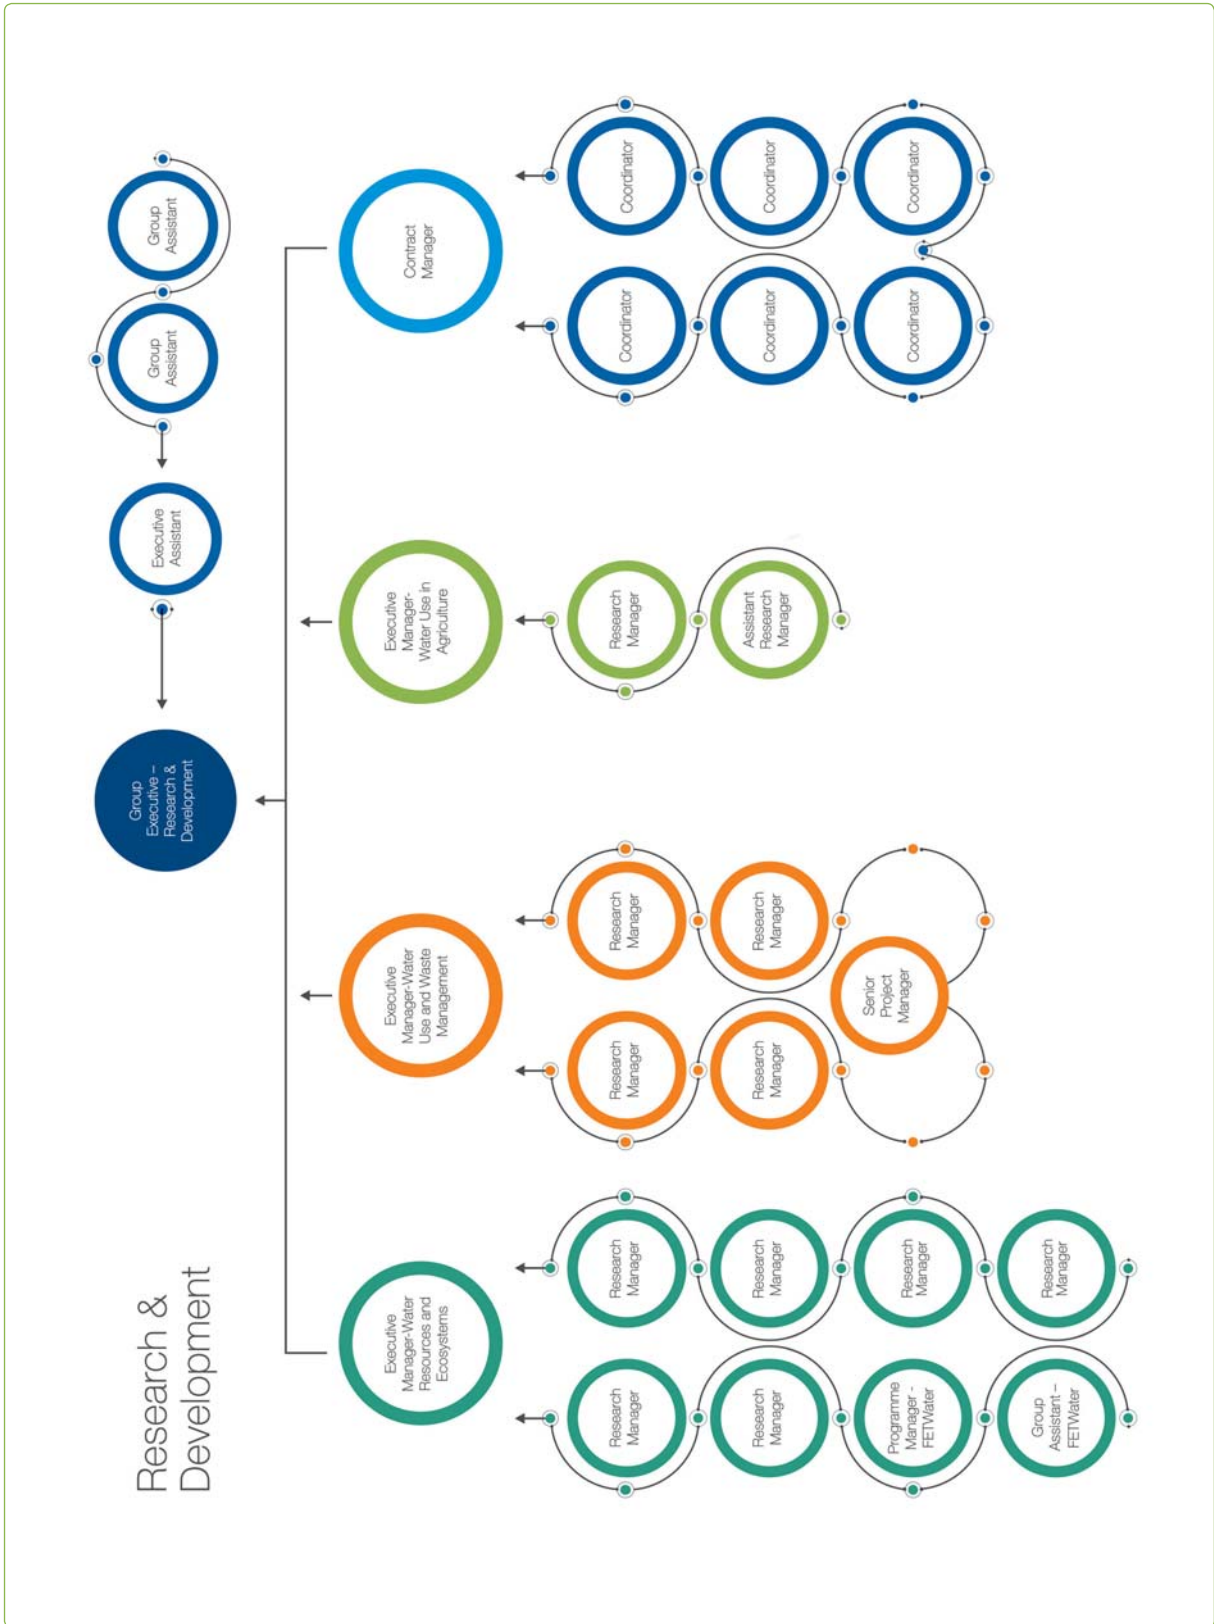 Research &
Development
Group
Executive –
Research &
Development
Executive
Assistant
Group
Assistant
Group
Assistant
Executive
Manager-Water
Resources and
Ecosystems
Executive
Manager-Water
Use and Waste
Management
Executive
Manager-
Water Use in
Agriculture
Contract
Manager
Research
Manager
Research
Manager
Research
Manager
Research
Manager
Research
Manager
Coordinator
Coordinator
Research
Manager
Research
Manager
Research
Manager
Research
Manager
Assistant
Research
Manager
Coordinator
Coordinator
Programme
Manager -
FETWater
Research
Manager
Senior
Project
Manager
Coordinator
Coordinator
Group
Assistant –
FETWater
Research
Manager